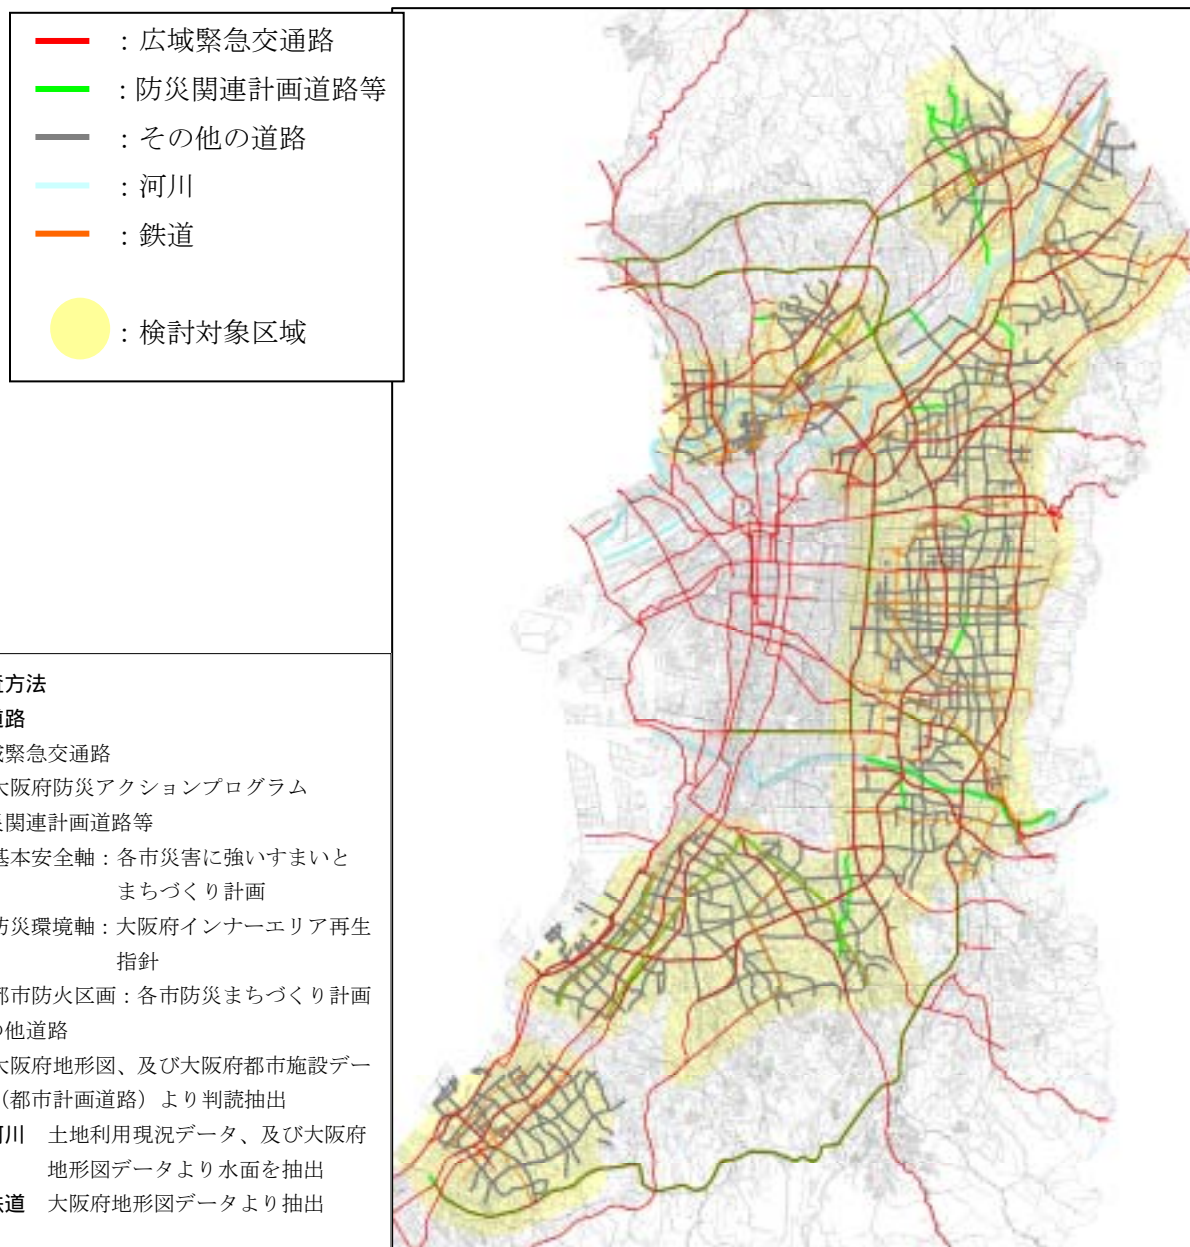 ：広域緊急交通路
：防災関連計画道路等
：その他の道路
：河川
：鉄道
：検討対象区域
方法
道路
域緊急交通路
大阪府防災アクションプログラム
災関連計画道路等
基本安全軸：各市災害に強いすまいと
まちづくり計画
防災環境軸：大阪府インナーエリア再生
指針
都市防火区画：各市防災まちづくり計画
の他道路
大阪府地形図、及び大阪府都市施設デー
（都市計画道路）より判読抽出
河川　土地利用現況データ、及び大阪府
地形図データより水面を抽出
鉄道　大阪府地形図データより抽出